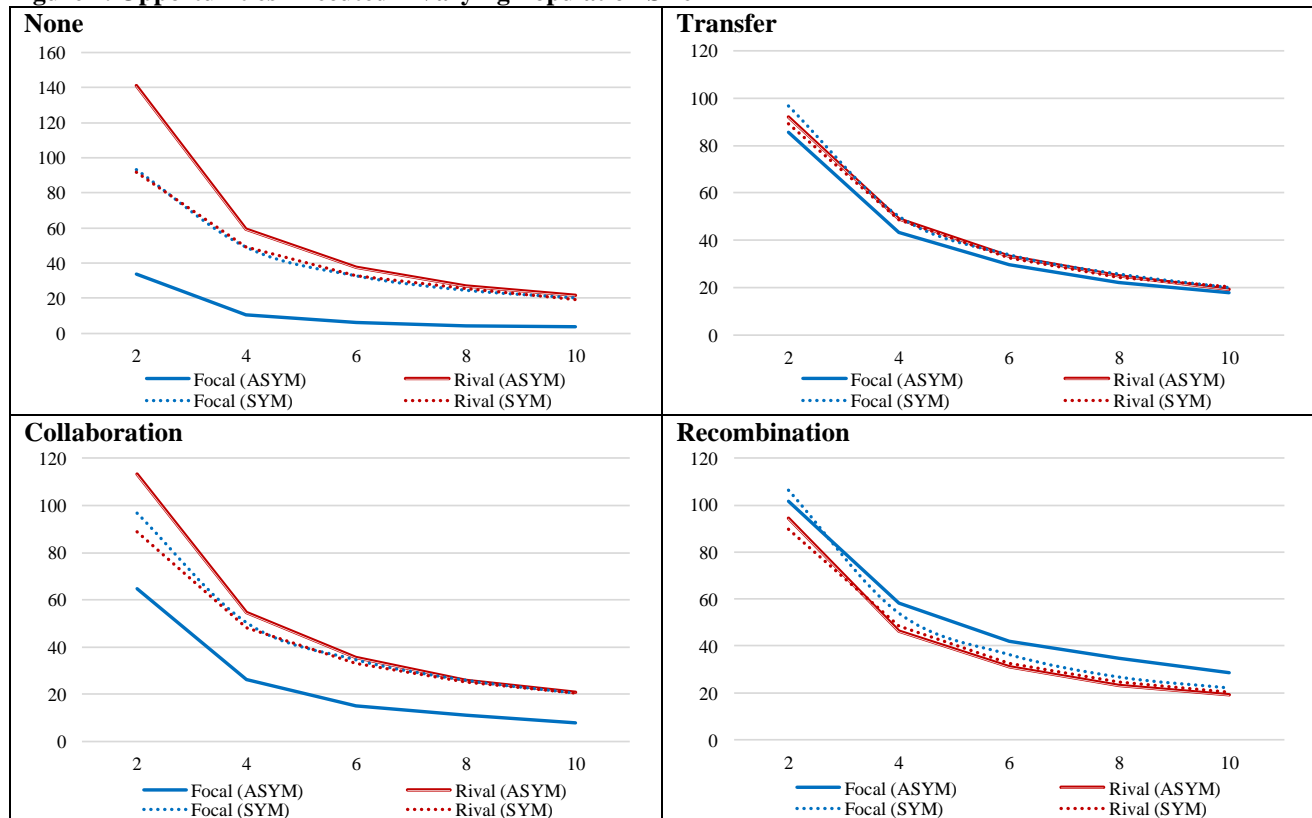 Opportunities Executed Varying Population
None
160
140
120
100
80
60
40
20
0
2 4 6 8 10
Focal (ASYM) Rival (ASYM)
Focal (SYM) Rival (SYM)
Transfer
120
100
80
60
40
20
0
2 4 6 8 10
Focal (ASYM) Rival (ASYM)
Focal (SYM) Rival (SYM)
Collaboration
120
100
80
60
40
20
0
2 4 6 8 10
Focal (ASYM) Rival (ASYM)
Focal (SYM) Rival (SYM)
Recombination
120
100
80
60
40
20
0
2 4 6 8 10
Focal (ASYM) Rival (ASYM)
Focal (SYM) Rival (SYM)